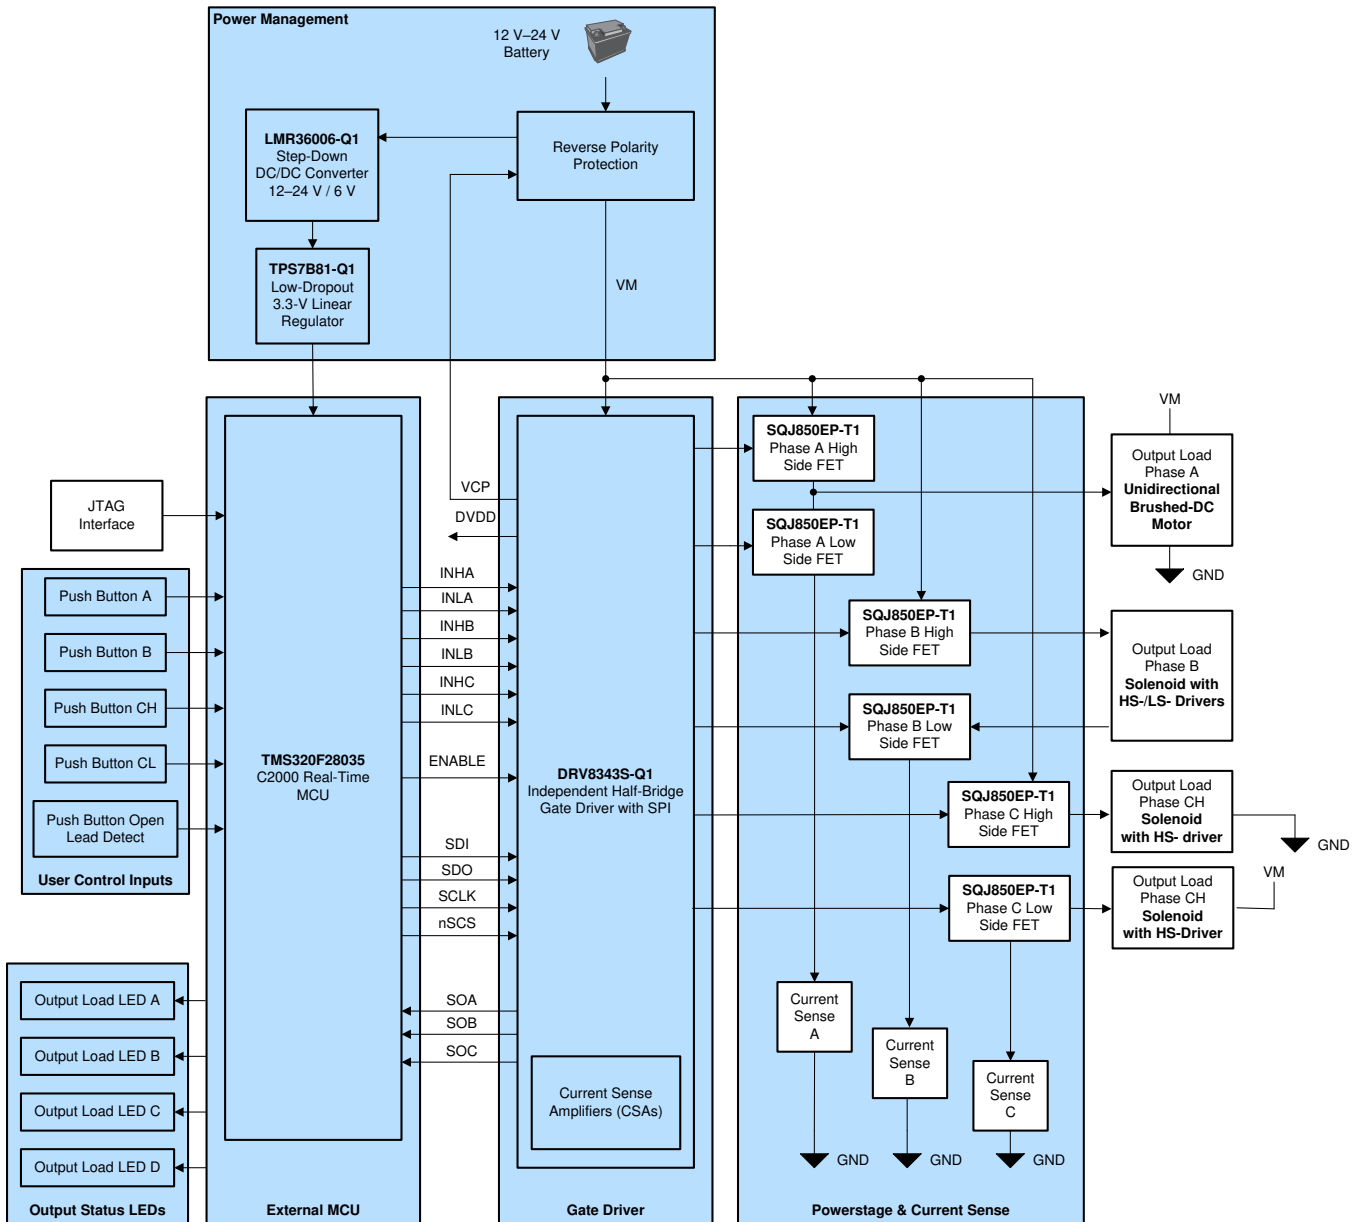 Power Management
12 V–24 V
Battery
LMR36006-Q1
Step-Down
DC/DC Converter
12–24 V / 6 V
Reverse Polarity
Protection
TPS7B81-Q1
Low-Dropout
3.3-V Linear
Regulator
VM
JTAG
Interface
Push Button A
Push Button B
Push Button CH
Push Button CL
Push Button Open
Lead Detect
User Control Inputs
Output Load LED A
Output Load LED B
Output Load LED C
Output Load LED D
Output Status LEDs
TMS320F28035
C2000 Real-Time
MCU
External MCU
VCP
DVDD
INHA
INLA
INHB
INLB
INHC
INLC
ENABLE
SDI
SDO
SCLK
nSCS
SOA
SOB
SOC
DRV8343S-Q1
Independent Half-Bridge
Gate Driver with SPI
Current Sense
Amplifiers (CSAs)
Gate Driver
SQJ850EP-T1
Phase A High
Side FET
SQJ850EP-T1
Phase A Low
Side FET
SQJ850EP-T1
Phase B High
Side FET
SQJ850EP-T1
Phase B Low
Side FET
SQJ850EP-T1
Phase C High
Side FET
SQJ850EP-T1
Phase C Low
Side FET
Current
Sense
A
Current
Sense
B
Current
Sense
C
GND
GND
GND
Powerstage & Current Sense
VM
Output Load
Phase A
Unidirectional
Brushed-DC
Motor
GND
Output Load
Phase B
Solenoid with
HS-/LS- Drivers
Output Load
Phase CH
Solenoid
with HS- driver
GND
VM
Output Load
Phase CH
Solenoid
with HS-Driver